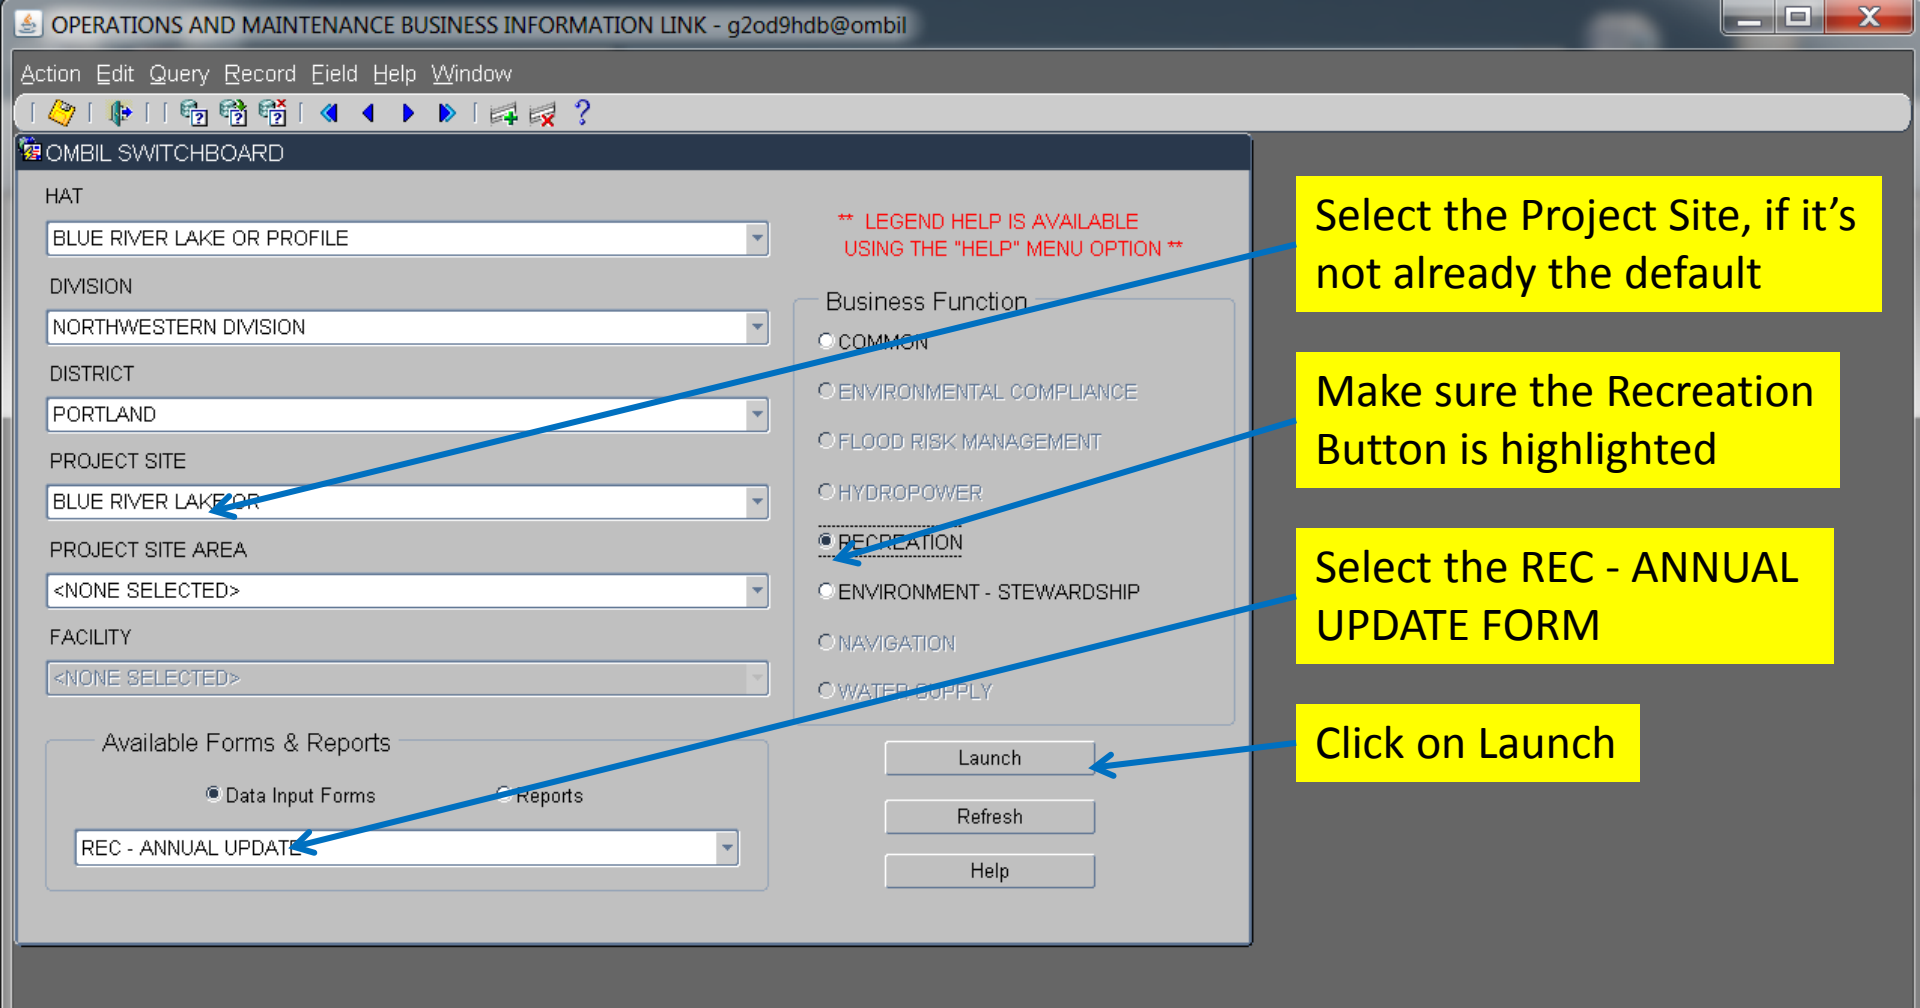 OPERATIONS AND MAINTENANCE BUSINESS INFORMATION LINK - g2od9hdb@ombil
X
Action Edit Query Record Field Help Window
OMBIL SWITCHBOARD
HAT
BLUE RIVER LAKE OR PROFILE
DIVISION
NORTHWESTERN DIVISION
DISTRICT
PORTLAND
PROJECT SITE
BLUE RIVER LAKE OR
PROJECT SITE AREA
<NONE SELECTED>
FACILITY
<NONE SELECTED>
Available Forms & Reports
Data Input Forms
Reports
REC - ANNUAL UPDATE
** LEGEND HELP IS AVAILABLE
USING THE "HELP" MENU OPTION **
Business Function
COMMON
ENVIRONMENTAL COMPLIANCE
FLOOD RISK MANAGEMENT
HYDROPOWER
RECREATION
ENVIRONMENT - STEWARDSHIP
NAVIGATION
WATER SUPPLY
Launch
Refresh
Help
Select the Project Site, if it’s
not already the default
Make sure the Recreation
Button is highlighted
Select the REC - ANNUAL
UPDATE FORM
Click on Launch